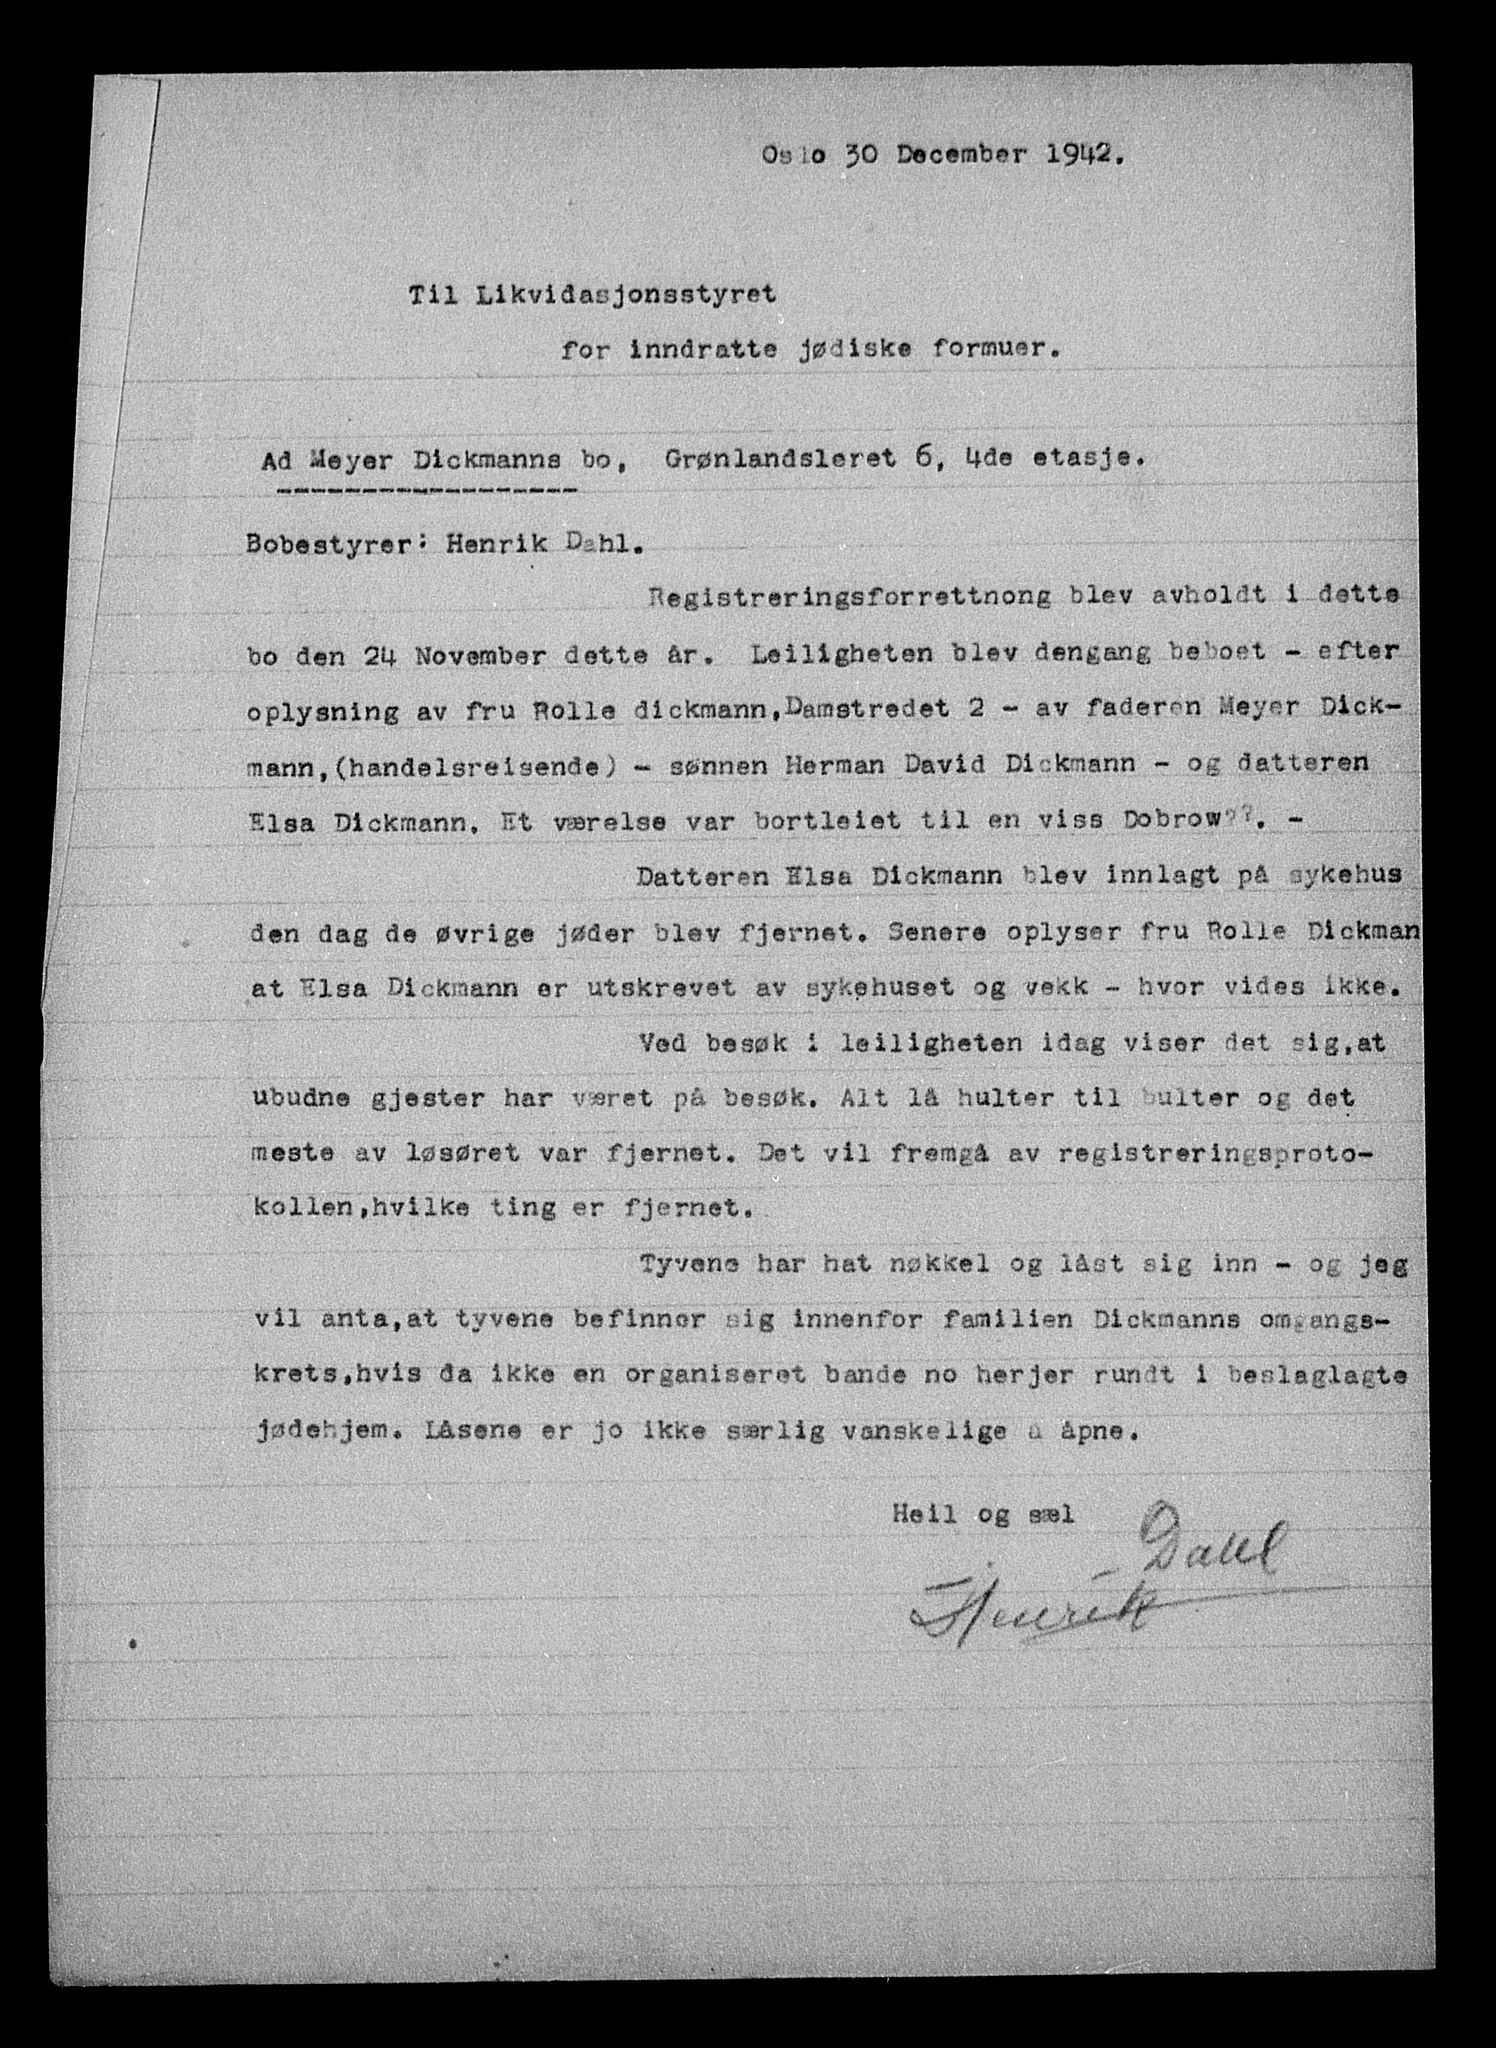 Oslo 30 December 1942.
Til Likvidasjonsstyret
for inndratte jødiske formuer.
Ad Meyer Dickmanns bo, Grønlandsleret 6, 4de etasje.
Bobestyrer: Henrik Dahl.
Registreringsforrettnong blev avholdt i dette
bo den 24 November dette år. Leiligheten blev dengang beboet - efter
oplysning av fru Rolle dickmann, Damstredet 2 - av faderen Meyer Dick-
mann, (handelsreisende) - sønnen Herman David Dickmann - og datteren
Elsa Dickmann. Et værelse var bortleiet til en viss Dobrow??. -
Datteren Elsa Dickmann blev innlagt på sykehus
den dag de øvrige jøder blev fjernet. Senere oplyser fru Rolle Dickman
at Elsa Dickmann er utskrevet av sykehuset og vekk - hvor vides ikke.
Ved besøk i leiligheten idag viser det sig,at
ubudne gjester har været på besøk. Alt lå hulter til bulter og det
meste av løsøret var fjernet. Det vil fremgå av registreringsproto-
kollen,hvilke ting er fjernet.
Tyvene har hat nøkkel og låst sig inn - og jeg
vil anta,at tyvene befinner sig innenfor familien Dickmanns omgangs-
krets,hvis da ikke en organiseret bande no herjer rundt i beslaglagte
jødehjem. Låsene er jo ikke særlig vanskelige å åpne.
Heil og sæl
Dahl
Henrik